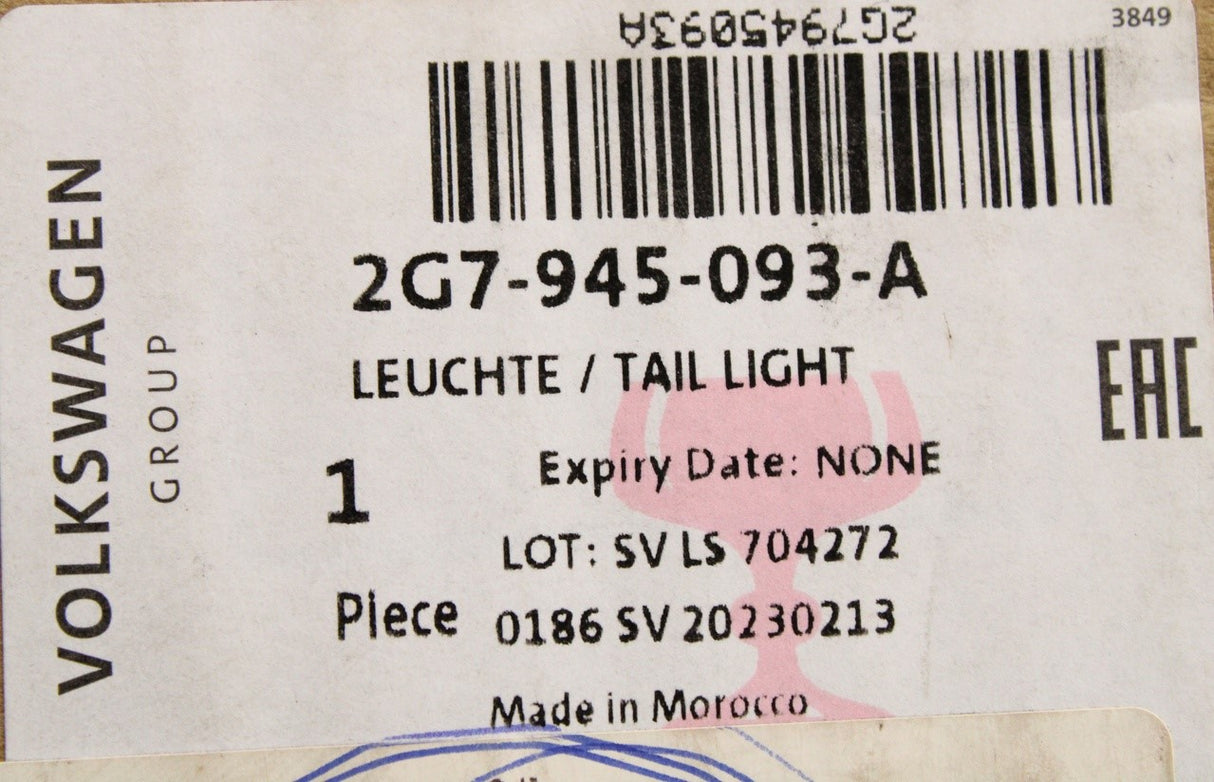 2G7945093A
3849
2G7-945-093-A
LEUCHTE / TAIL LIGHT
Expiry Date: NONE
1
LOT: SV LS 704272
Piece
0186 SV 20230213
Made in Morocco
VOLKSWAGEN
GROUP
EAC